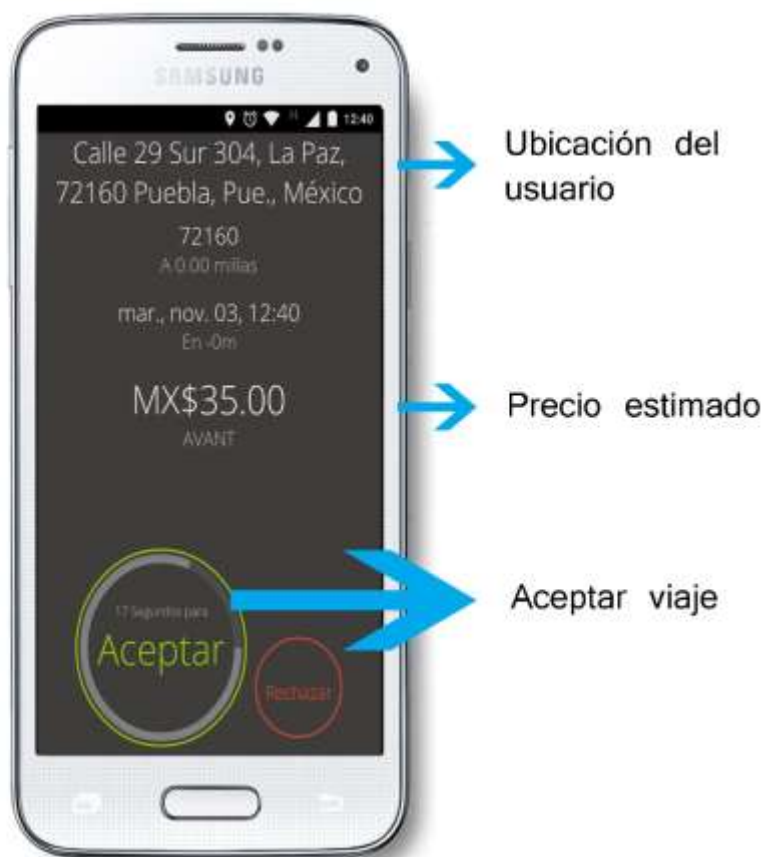 SAMSUNG
12:40
Calle 29 Sur 304, La Paz,
72160 Puebla, Pue., México
72160
A 0.00 millas
mar., nov. 03, 12:40
En -0m
MX$35.00
AVANT
17 Segundos para
Aceptar
Rechazar
Ubicación del
usuario
Precio estimado
Aceptar viaje